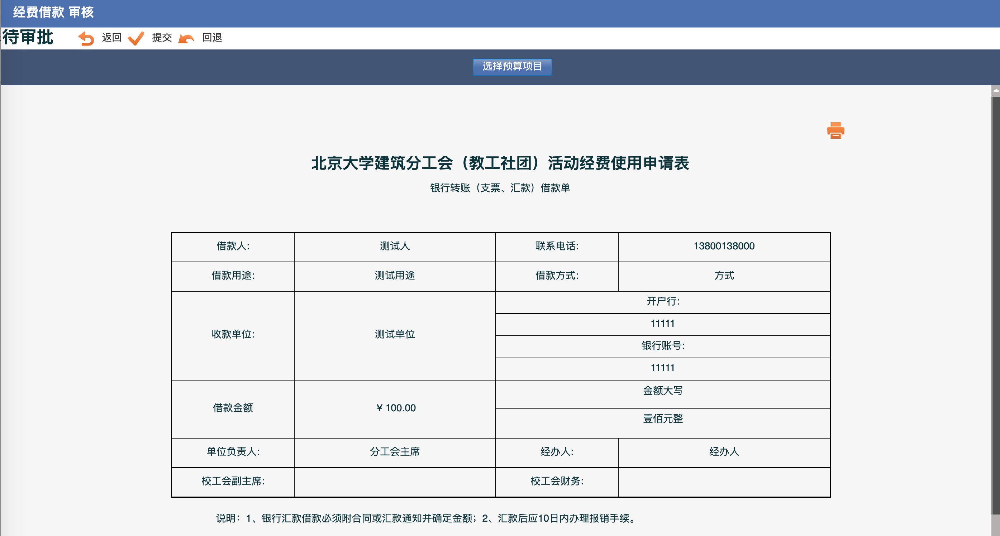 经费借款 审核
待审批 返回 提交 回退
选择预算项目
北京大学建筑分工会（教工社团）活动经费使用申请表
银行转账（支票、汇款）借款单
借款人: 测试人 联系电话: 13800138000
借款用途: 测试用途 借款方式: 方式
收款单位: 测试单位
开户行:
11111
银行账号:
11111
借款金额 ¥ 100.00
金额大写
壹佰元整
单位负责人: 分工会主席 经办人: 经办人
校工会副主席: 校工会财务:
说明：1、银行汇款借款必须附合同或汇款通知并确定金额；2、汇款后应10日内办理报销手续。